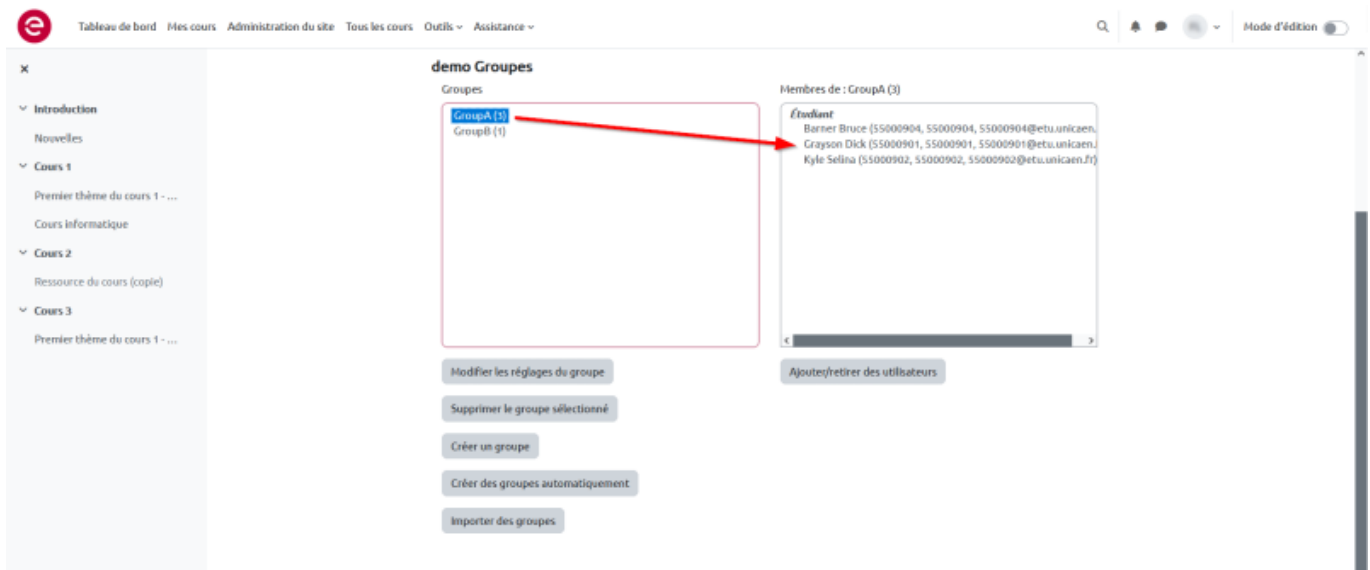 e
Tableau de bord Mes cours Administration du site Tous les cours Outils Assistance Mode d'édition
Introduction
Nouvelles
Cours 1
Premier thème du cours 1 - ...
Cours informatique
Cours 2
Ressource du cours (copie)
Cours 3
Premier thème du cours 1 - ...
demo Groupes
Groupes
GroupA (3)
GroupB (1)
Modifier les réglages du groupe
Supprimer le groupe sélectionné
Créer un groupe
Créer des groupes automatiquement
Importer des groupes
Membres de : GroupA (3)
Étudiant
Barner Bruce (55000904, 55000904, 55000904@etu.unicaen.
Grayson Dick (55000901, 55000901, 55000901@etu.unicaen.
Kyle Selina (55000902, 55000902, 55000902@etu.unicaen.fr)
Ajouter/retirer des utilisateurs